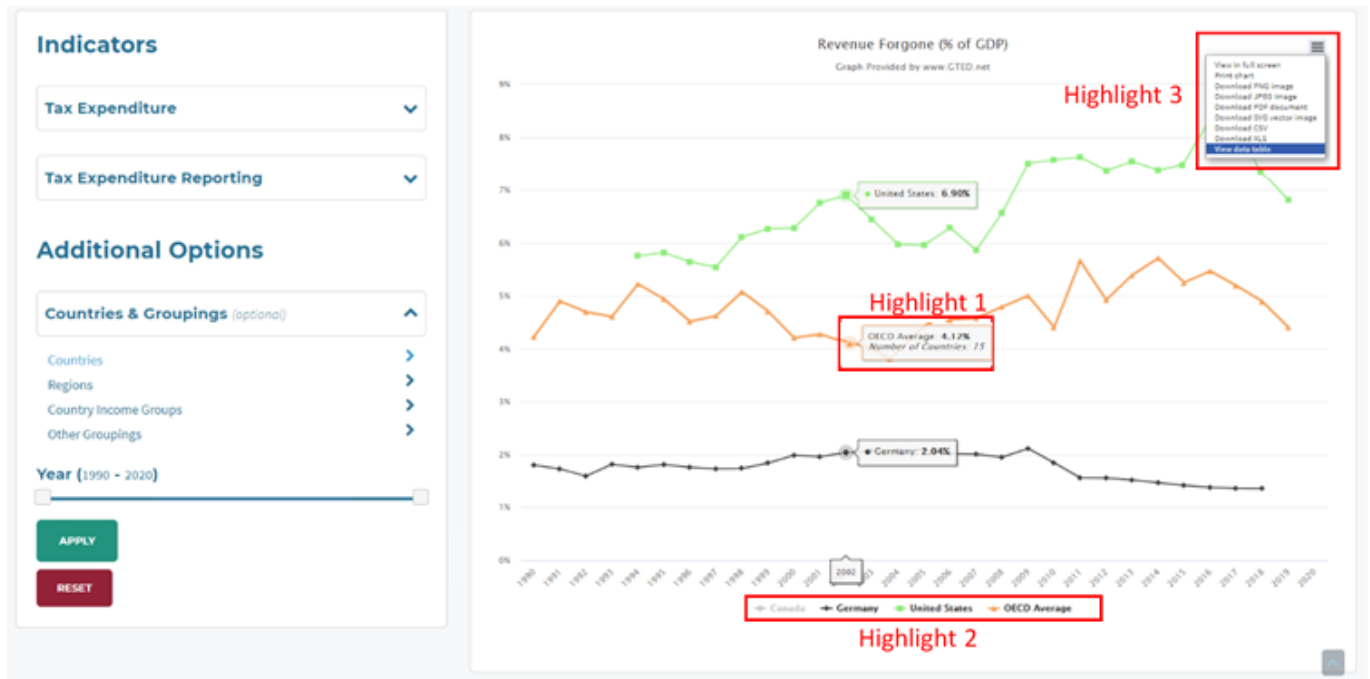 Indicators
Tax Expenditure
Tax Expenditure Reporting
Additional Options
Countries & Groupings (optional)
Countries
Regions
Country Income Groups
Other Groupings
Year (1990 - 2020)
APPLY
RESET
Revenue Forgone (% of GDP)
Graph Provided by www.GTED.net
Highlight 3
View in full screen
Print chart
Download PNG image
Download JPEG image
Download PDF document
Download SVG vector image
Download CSV
Download XLS
View data table
9%
8%
7%
6%
5%
4%
3%
2%
1%
0%
United States: 6.90%
Highlight 1
OECD Average: 4.12%
Number of Countries: 15
Germany: 2.04%
1990 1991 1992 1993 1994 1995 1996 1997 1998 1999 2000 2001 2002 2003 2004 2005 2006 2007 2008 2009 2010 2011 2012 2013 2014 2015 2016 2017 2018 2019 2020
Canada Germany United States OECD Average
Highlight 2